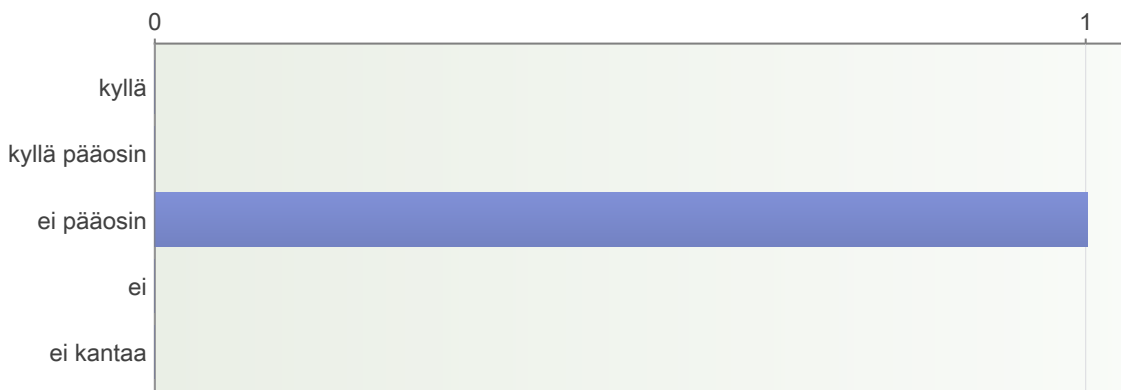 0 1
kyllä
kyllä pääosin
ei pääosin
ei
ei kantaa